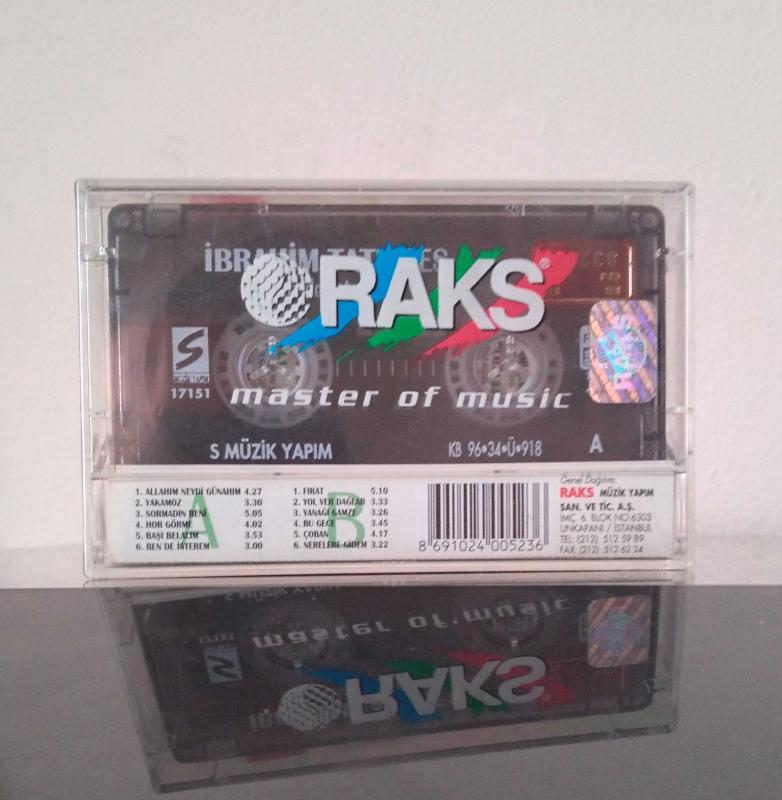 İBRAHİM TATLISES
RAKS®
S
MÜZİK YAPIM
17151
master of music
RAKS
S MÜZİK YAPIM
KB 96•34•Ü•918
A
A
1. ALLAHIM NEYDİ GÜNAHIM 4.27
2. YAKAMOZ 3.30
3. SORMADIN BENİ 5.05
4. HOR GÖRME 4.02
5. BAŞI BELALIM 3.53
6. BEN DE İSTEREM 3.00
B
1. FIRAT 5.10
2. YOL VER DAĞLAR 3.33
3. YANAĞI GAMZE 3.26
4. BU GECE 3.45
5. ÇOBAN 4.17
6. NERELERE GİDEM 3.22
8 691024 005236
Genel Dağıtım:
RAKS MÜZİK YAPIM
SAN. VE TİC. A.Ş.
İMÇ. 6. BLOK NO:6303
UNKAPANI / İSTANBUL
TEL: (212) 512 59 89
FAX: (212) 512 62 24